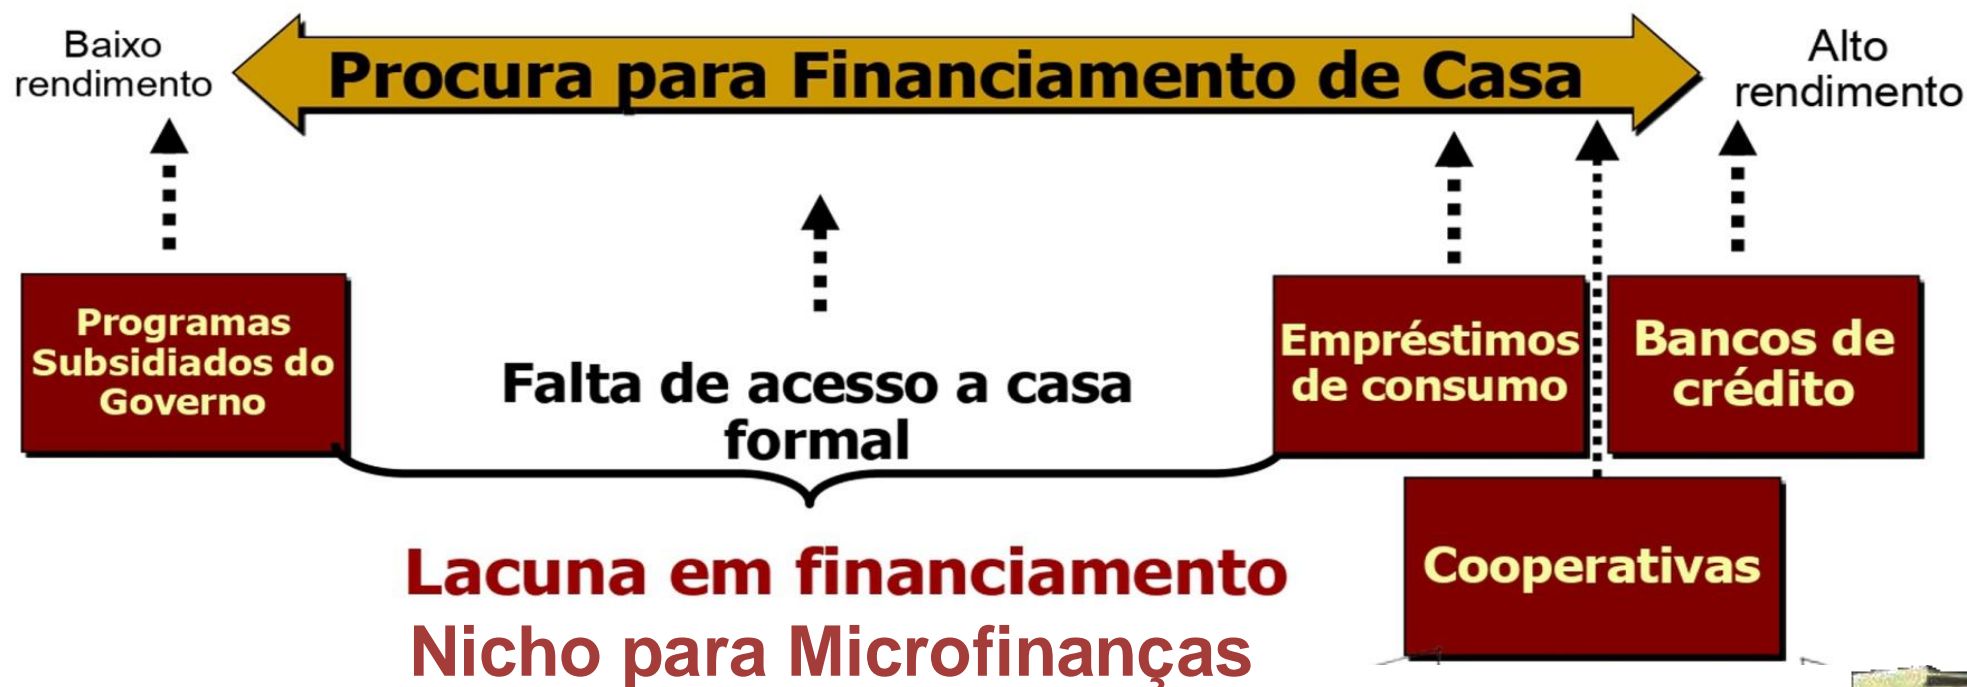 Baixo
rendimento
Procura para Financiamento de Casa
Alto
rendimento
Programas
Subsidiados do
Governo
Falta de acesso a casa
formal
Empréstimos
de consumo
Bancos de
crédito
Cooperativas
Lacuna em financiamento
Nicho para Microfinanças